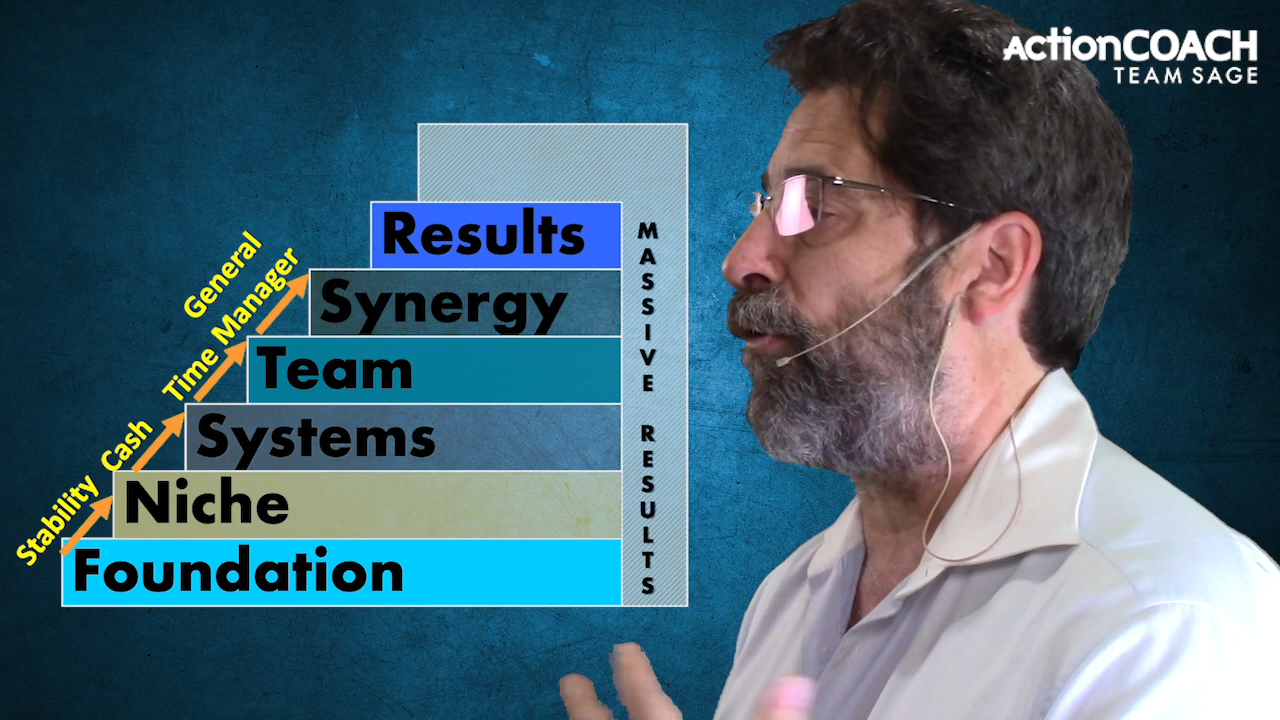 ActionCOACH
TEAM SAGE
Results
Synergy
Team
Systems
Niche
Foundation
MASSIVE RESULTS
General
Manager
Time
Cash
Stability